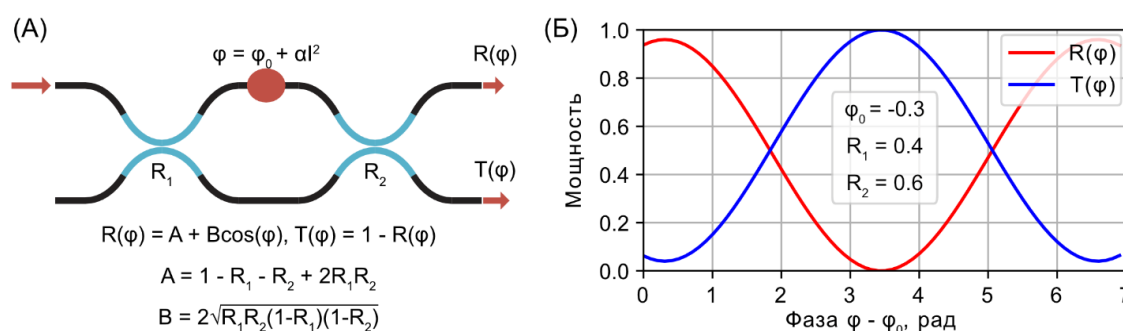 (А)
φ = φ₀ + αI²
R(φ)
R₁
R₂
T(φ)
R(φ) = A + Bcos(φ), T(φ) = 1 - R(φ)
A = 1 - R₁ - R₂ + 2R₁R₂
B = 2√R₁R₂(1-R₁)(1-R₂)
(Б)
Мощность
1.0
0.8
0.6
0.4
0.2
0.0
R(φ)
T(φ)
φ₀ = -0.3
R₁ = 0.4
R₂ = 0.6
0 1 2 3 4 5 6 7
Фаза φ - φ₀, рад